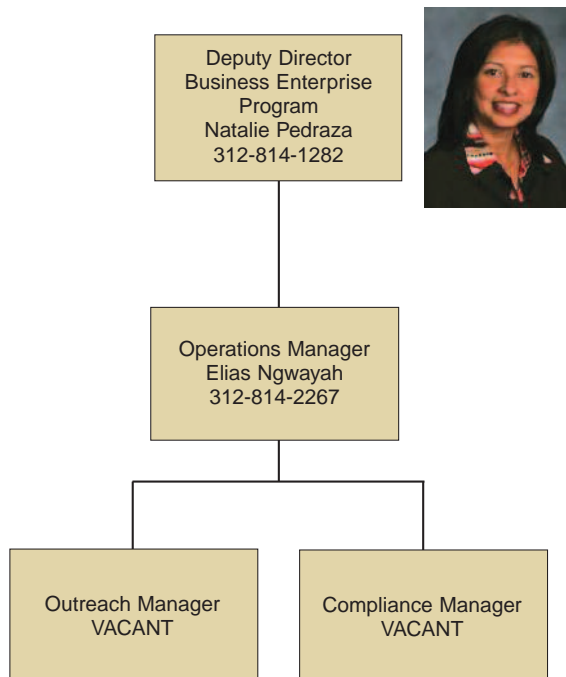 Deputy Director
Business Enterprise
Program
Natalie Pedraza
312-814-1282
Operations Manager
Elias Ngwayah
312-814-2267
Outreach Manager
VACANT
Compliance Manager
VACANT